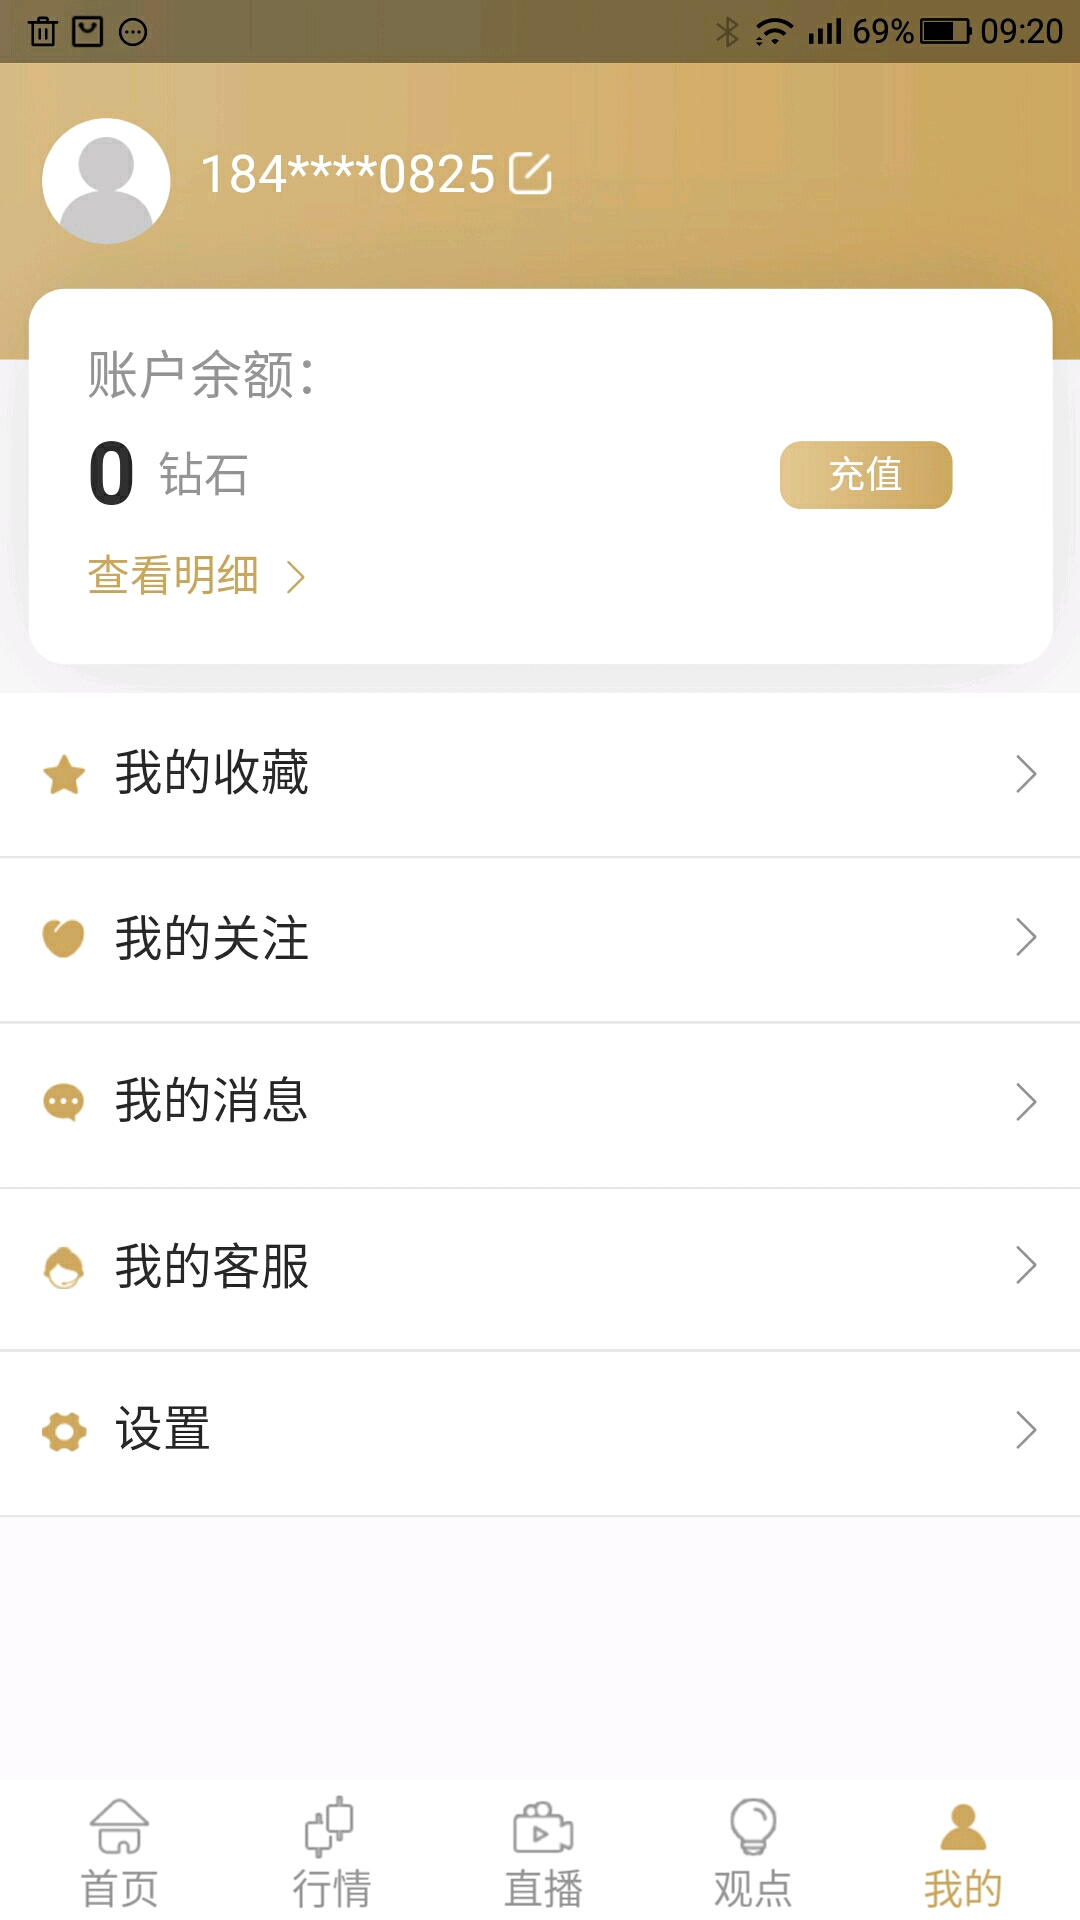 69% 09:20
184****0825
账户余额：
0 钻石
充值
查看明细
我的收藏
我的关注
我的消息
我的客服
设置
首页 行情 直播 观点 我的